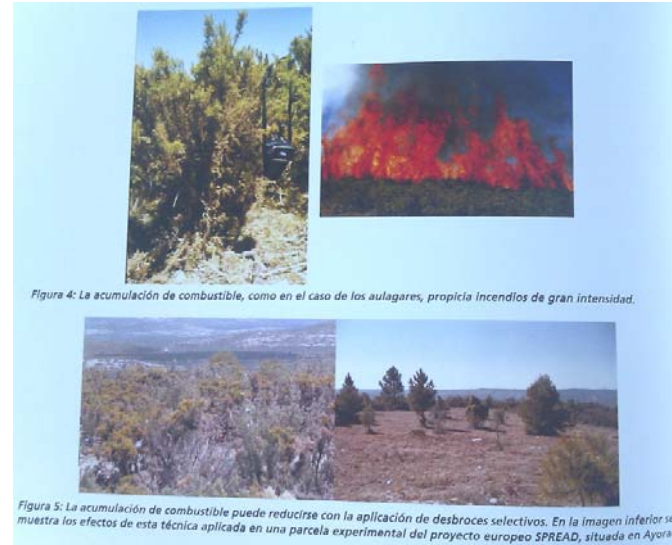 Figura 4: La acumulación de combustible, como en el caso de los aulagares, propicia incendios de gran intensidad.
Figura 5: La acumulación de combustible puede reducirse con la aplicación de desbroces selectivos. En la imagen inferior se
muestra los efectos de esta técnica aplicada en una parcela experimental del proyecto europeo SPREAD, situada en Ayora